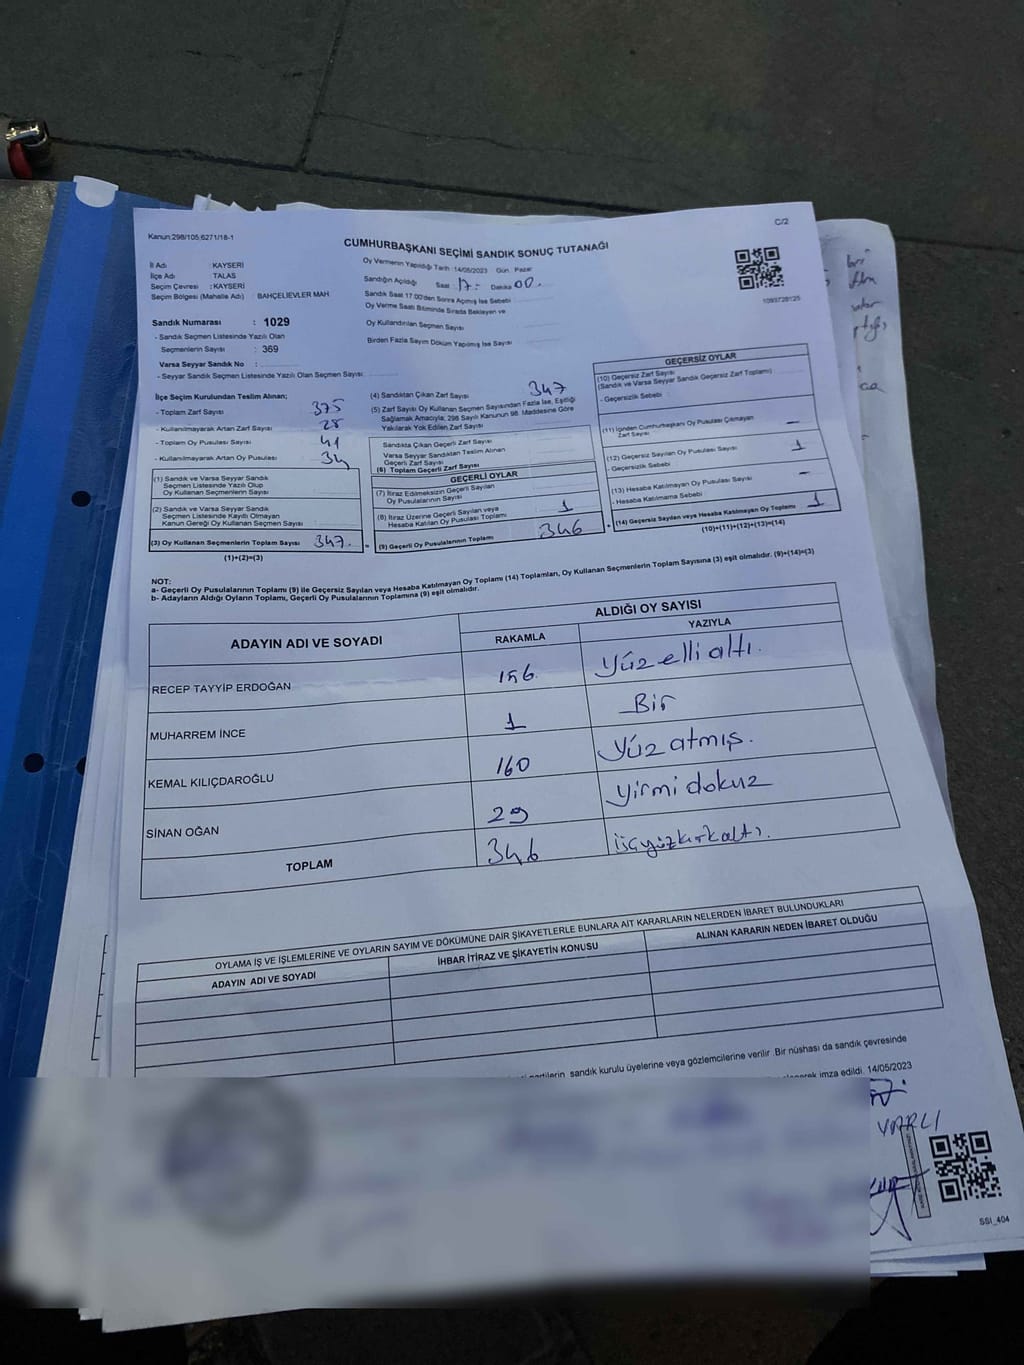 C/2
Kanun:298/105;6271/18-1
CUMHURBAŞKANI SEÇİMİ SANDIK SONUÇ TUTANAĞI
İl Adı : KAYSERİ
İlçe Adı : TALAS
Seçim Çevresi : KAYSERİ
Seçim Bölgesi (Mahalle Adı) BAHÇELİEVLER MAH
Sandık Numarası : 1029
- Sandık Seçmen Listesinde Yazılı Olan
Seçmenlerin Sayısı : 369
Varsa Seyyar Sandık No :
- Seyyar Sandık Seçmen Listesinde Yazılı Olan Seçmen Sayısı
Oy Vermenin Yapıldığı Tarih : 14/05/2023 Gün : Pazar
Sandığın Açıldığı Saat 17:- Dakika 00.
Sandık Saat 17.00'den Sonra Açılmış İse Sebebi
Oy Verme Saati Bitiminde Sırada Bekleyen ve
Oy Kullandırılan Seçmen Sayısı
Birden Fazla Sayım Döküm Yapılmış İse Sayısı
1093728125
İlçe Seçim Kurulundan Teslim Alınan;
- Toplam Zarf Sayısı 375
- Kullanılmayarak Artan Zarf Sayısı 28
- Toplam Oy Pusulası Sayısı
- Kullanılmayarak Artan Oy Pusulası
(1) Sandık ve Varsa Seyyar Sandık
Seçmen Listesinde Yazılı Olup
Oy Kullanan Seçmenlerin Sayısı
(2) Sandık ve Varsa Seyyar Sandık
Seçmen Listesinde Kayıtlı Olmayan
Kanun Gereği Oy Kullanan Seçmen Sayısı
(3) Oy Kullanan Seçmenlerin Toplam Sayısı 347.
(1)+(2)=(3)
(4) Sandıktan Çıkan Zarf Sayısı 347
(5) Zarf Sayısı Oy Kullanan Seçmen Sayısından Fazla İse, Eşitliği
Sağlamak Amacıyla; 298 Sayılı Kanunun 98. Maddesine Göre
Yakılarak Yok Edilen Zarf Sayısı
Sandıkta Çıkan Geçerli Zarf Sayısı
Varsa Seyyar Sandıktan Teslim Alınan
Geçerli Zarf Sayısı
(6) Toplam Geçerli Zarf Sayısı
GEÇERLİ OYLAR
(7) İtiraz Edilmeksizin Geçerli Sayılan
Oy Pusulalarının Sayısı
(8) İtiraz Üzerine Geçerli Sayılan veya
Hesaba Katılan Oy Pusulası Toplamı 1
(9) Geçerli Oy Pusulalarının Toplamı 346
GEÇERSİZ OYLAR
(10) Geçersiz Zarf Sayısı
(Sandık ve Varsa Seyyar Sandık Geçersiz Zarf Toplamı)
- Geçersizlik Sebebi :
(11) İçinden Cumhurbaşkanı Oy Pusulası Çıkmayan
Zarf Sayısı -
(12) Geçersiz Sayılan Oy Pusulası Sayısı 1
- Geçersizlik Sebebi
(13) Hesaba Katılmayan Oy Pusulası Sayısı -
- Hesaba Katılmama Sebebi
(14) Geçersiz Sayılan veya Hesaba Katılmayan Oy Toplamı 1
(10)+(11)+(12)+(13)=(14)
NOT:
a- Geçerli Oy Pusulalarının Toplamı (9) ile Geçersiz Sayılan veya Hesaba Katılmayan Oy Toplamı (14) Toplamları, Oy Kullanan Seçmenlerin Toplam Sayısına (3) eşit olmalıdır. (9)+(14)=(3)
b- Adayların Aldığı Oyların Toplamı, Geçerli Oy Pusulalarının Toplamına (9) eşit olmalıdır.
ADAYIN ADI VE SOYADI
ALDIĞI OY SAYISI
RAKAMLA YAZIYLA
RECEP TAYYİP ERDOĞAN 156 Yüz elli altı.
MUHARREM İNCE 1 Bir
KEMAL KILIÇDAROĞLU 160 Yüz atmış.
SİNAN OĞAN 29 Yirmi dokuz
TOPLAM 346 üçyüzkırkaltı.
OYLAMA İŞ VE İŞLEMLERİNE VE OYLARIN SAYIM VE DÖKÜMÜNE DAİR ŞİKAYETLERLE BUNLARA AİT KARARLARIN NELERDEN İBARET BULUNDUKLARI
ADAYIN ADI VE SOYADI İHBAR İTİRAZ VE ŞİKAYETİN KONUSU ALINAN KARARIN NEDEN İBARET OLDUĞU
sandık kurulu üyelerine veya gözlemcilerine verilir. Bir nüshası da sandık çevresinde
imza edildi. 14/05/2023
SSI_404